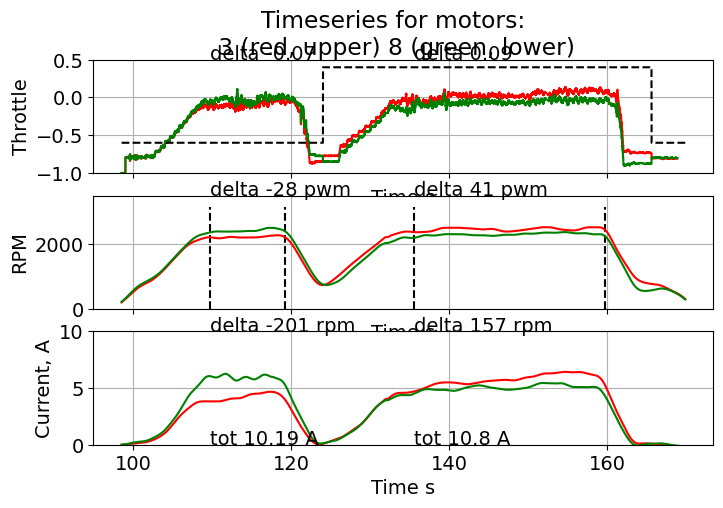 Timeseries for motors:
3 (red, upper) 8 (green, lower)
delta -0.07
delta 0.09
0.5
0.0
−0.5
−1.0
Throttle
delta -28 pwm
delta 41 pwm
2000
0
RPM
delta -201 rpm
delta 157 rpm
10
5
0
Current, A
tot 10.19 A
tot 10.8 A
100
120
140
160
Time s